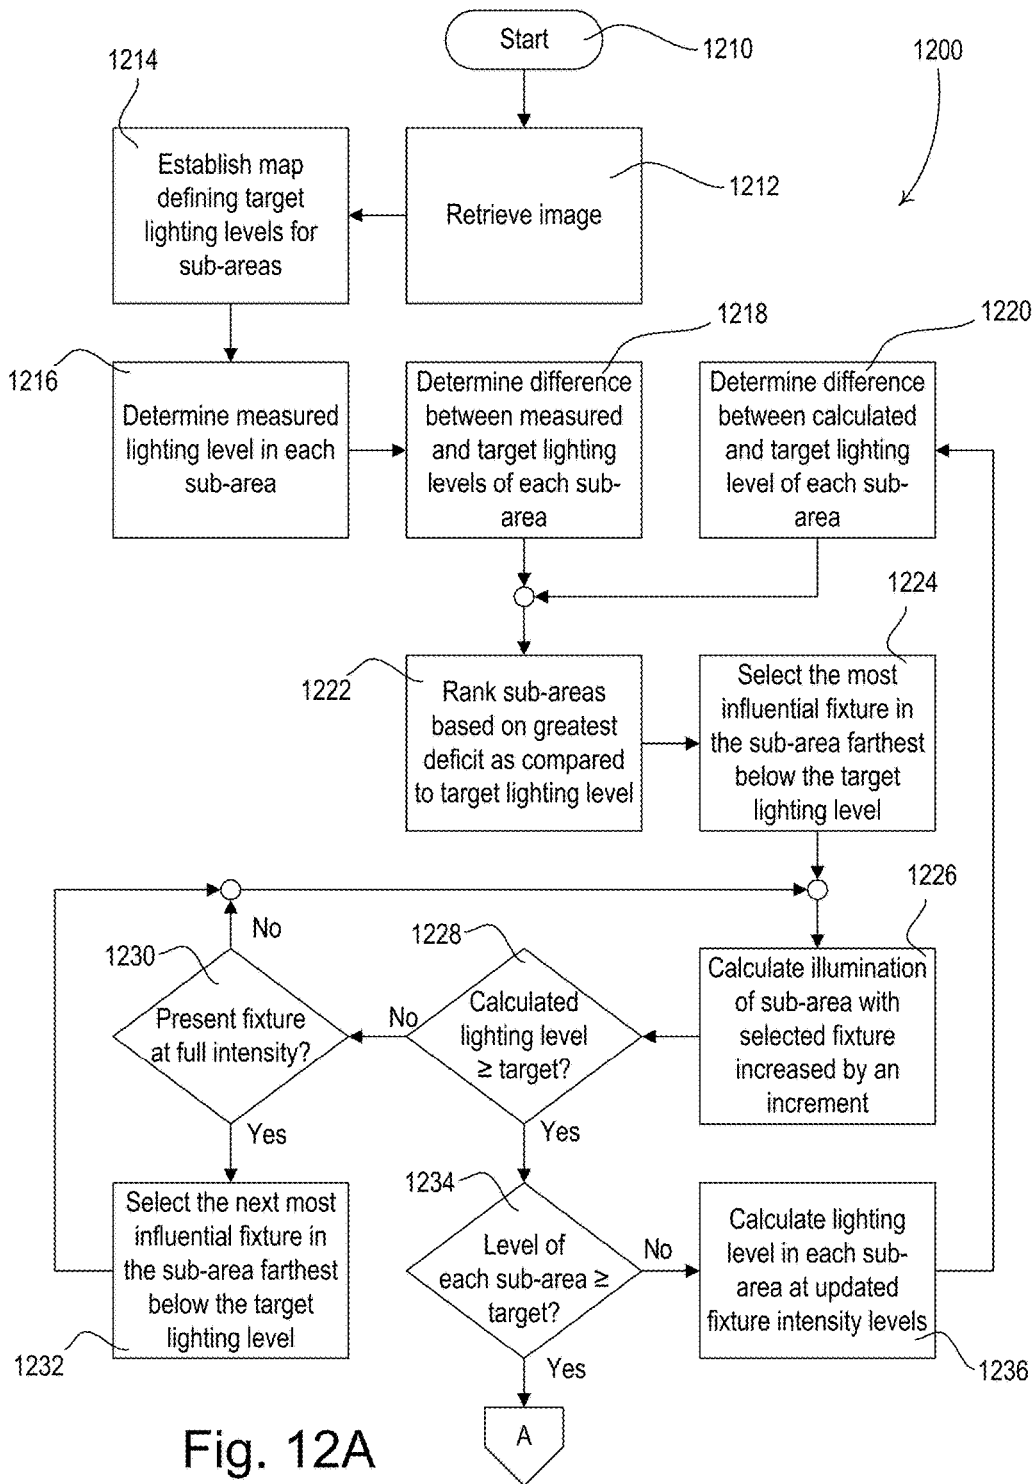 Start
1210
1200
1214
Establish map
defining target
lighting levels for
sub-areas
Retrieve image
1212
1216
Determine measured
lighting level in each
sub-area
1218
Determine difference
between measured
and target lighting
levels of each sub-
area
1220
Determine difference
between calculated
and target lighting
level of each sub-
area
1222
Rank sub-areas
based on greatest
deficit as compared
to target lighting level
1224
Select the most
influential fixture in
the sub-area farthest
below the target
lighting level
1226
Calculate illumination
of sub-area with
selected fixture
increased by an
increment
1228
Calculated
lighting level
≥ target?
No
Yes
1230
Present fixture
at full intensity?
No
Yes
1232
Select the next most
influential fixture in
the sub-area farthest
below the target
lighting level
1234
Level of
each sub-area ≥
target?
No
Yes
1236
Calculate lighting
level in each sub-
area at updated
fixture intensity levels
A
Fig. 12A